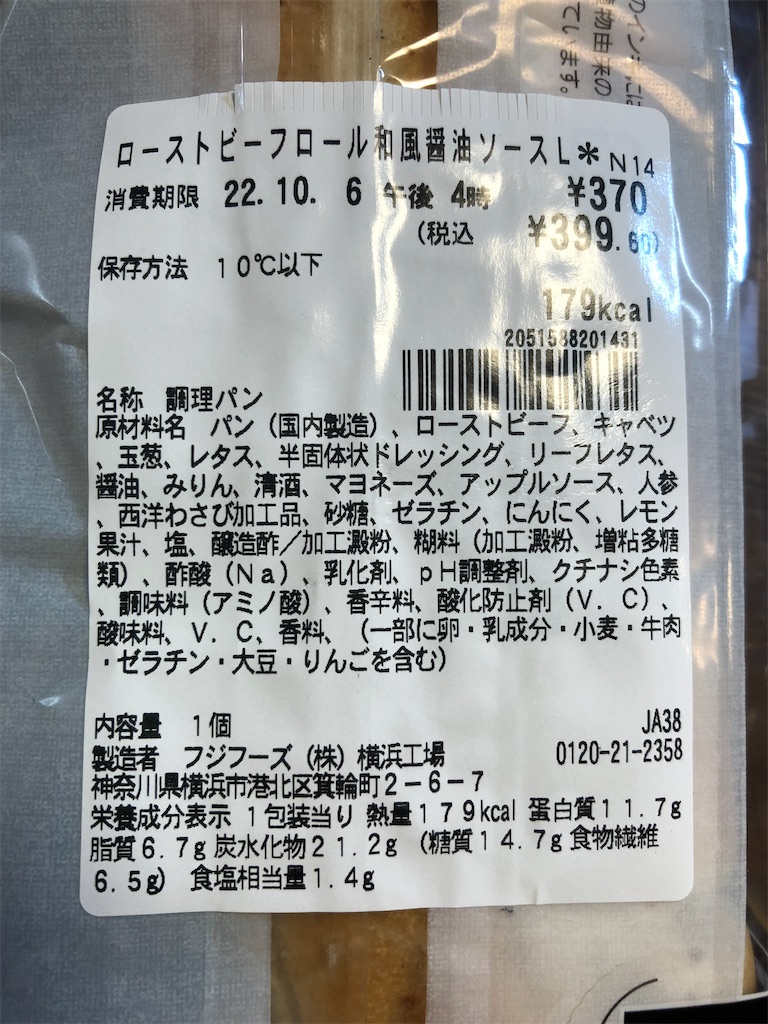 ローストビーフロール和風醤油ソースL＊ N14
消費期限 22.10. 6 午後 4時 ¥370
(税込 ¥399.60)
保存方法 10℃以下
179kcal
2051588201431
名称 調理パン
原材料名 パン（国内製造）、ローストビーフ、キャベツ
、玉葱、レタス、半固体状ドレッシング、リーフレタス、
醤油、みりん、清酒、マヨネーズ、アップルソース、人参
、西洋わさび加工品、砂糖、ゼラチン、にんにく、レモン
果汁、塩、醸造酢／加工澱粉、糊料（加工澱粉、増粘多糖
類）、酢酸（Na）、乳化剤、pH調整剤、クチナシ色素
、調味料（アミノ酸）、香辛料、酸化防止剤（V．C）、
酸味料、V．C、香料、（一部に卵・乳成分・小麦・牛肉
・ゼラチン・大豆・りんごを含む）
内容量 1個 JA38
製造者 フジフーズ（株）横浜工場 0120-21-2358
神奈川県横浜市港北区箕輪町2－6－7
栄養成分表示 1包装当り 熱量179kcal 蛋白質11.7g
脂質6.7g 炭水化物21.2g （糖質14.7g 食物繊維
6.5g） 食塩相当量1.4g
植物由来の
ています。